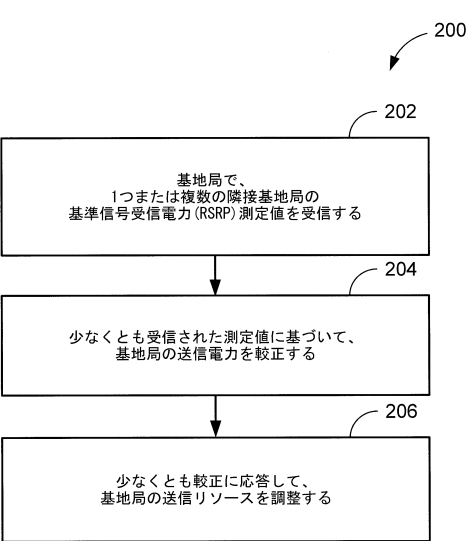 200
202
基地局で、
1つまたは複数の隣接基地局の
基準信号受信電力(RSRP)測定値を受信する
204
少なくとも受信された測定値に基づいて、
基地局の送信電力を較正する
206
少なくとも較正に応答して、
基地局の送信リソースを調整する